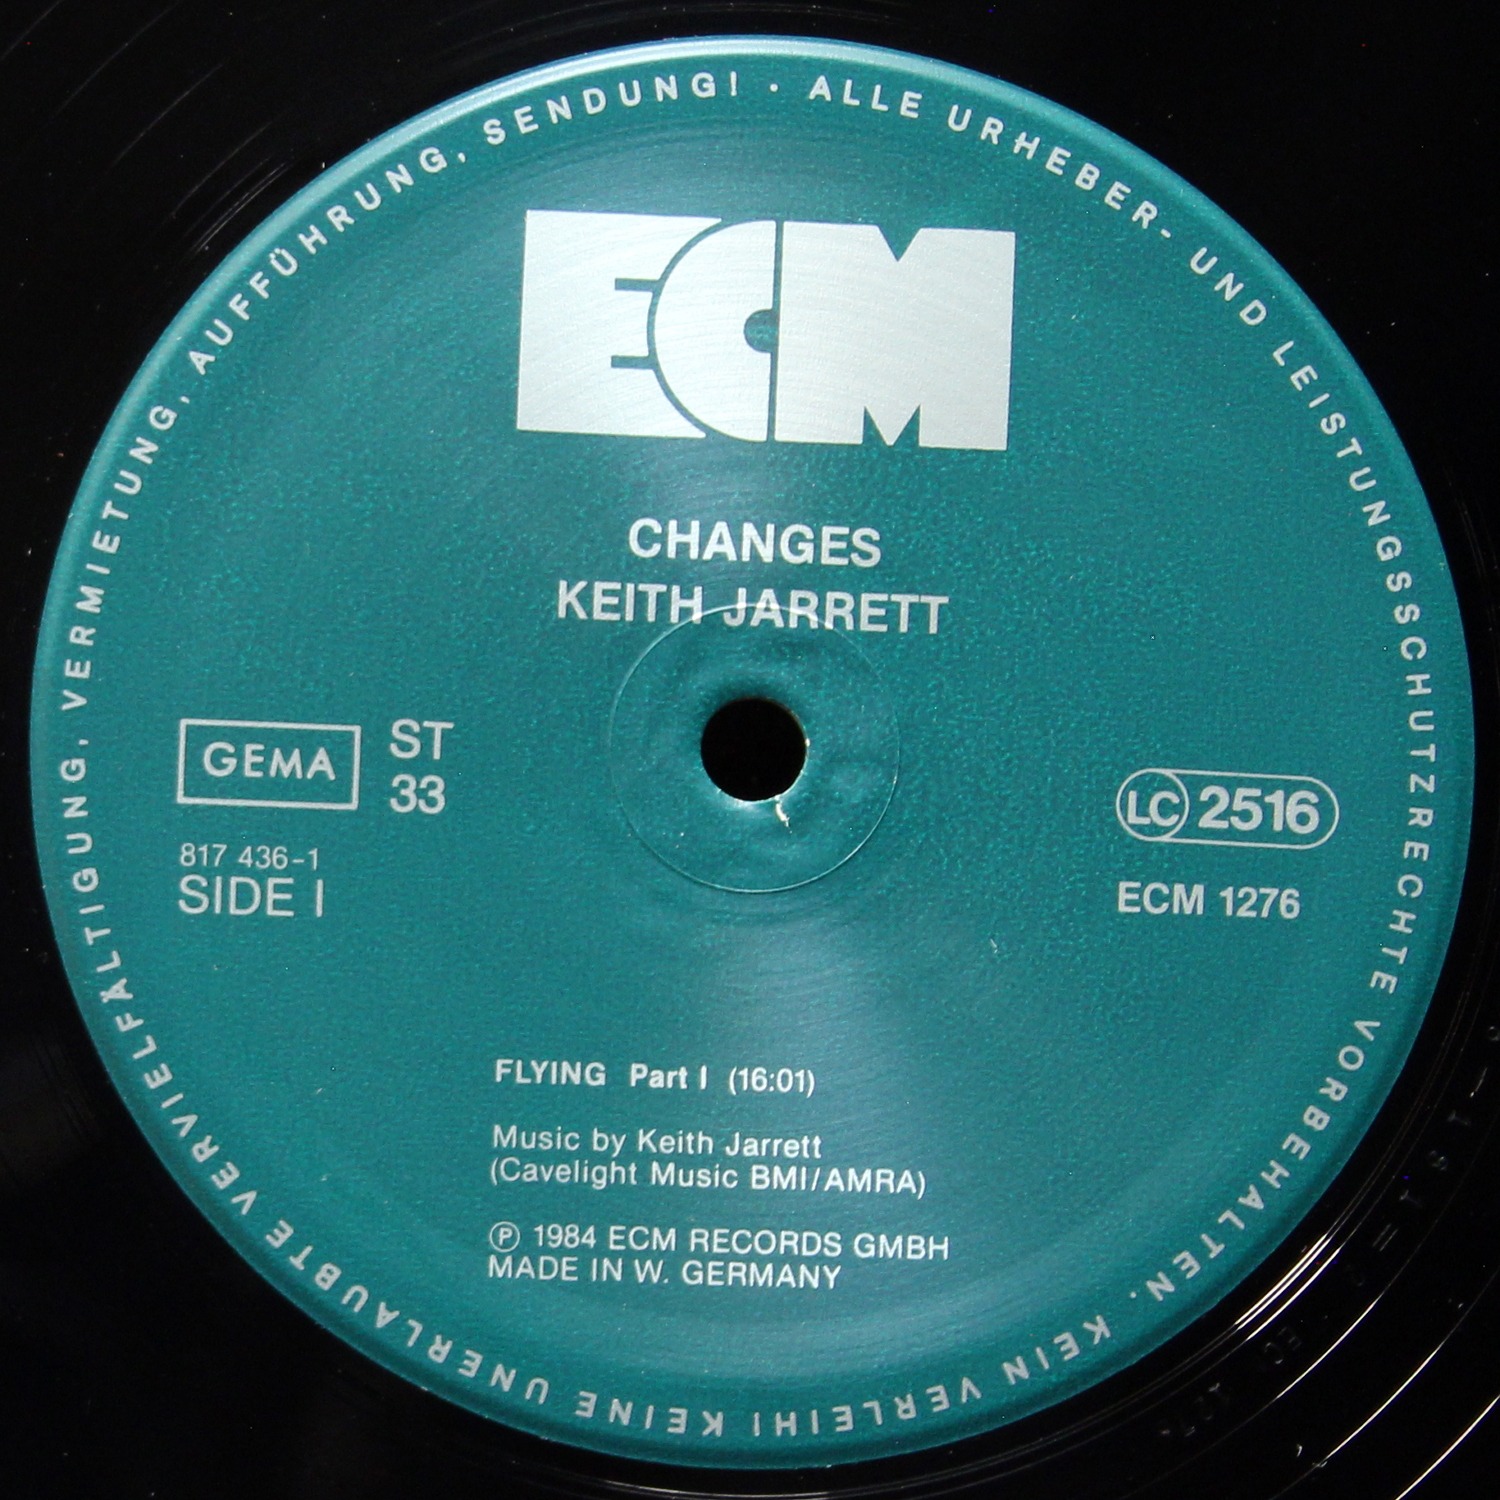 ALLE URHEBER- UND LEISTUNGSSCHUTZRECHTE VORBEHALTEN. KEIN VERLEIH! KEINE UNERLAUBTE VERVIELFÄLTIGUNG, VERMIETUNG, AUFFÜHRUNG, SENDUNG! ·
ECM
CHANGES
KEITH JARRETT
GEMA
ST
33
817 436-1
SIDE I
LC 2516
ECM 1276
FLYING Part I (16:01)
Music by Keith Jarrett
(Cavelight Music BMI/AMRA)
Ⓟ 1984 ECM RECORDS GMBH
MADE IN W. GERMANY